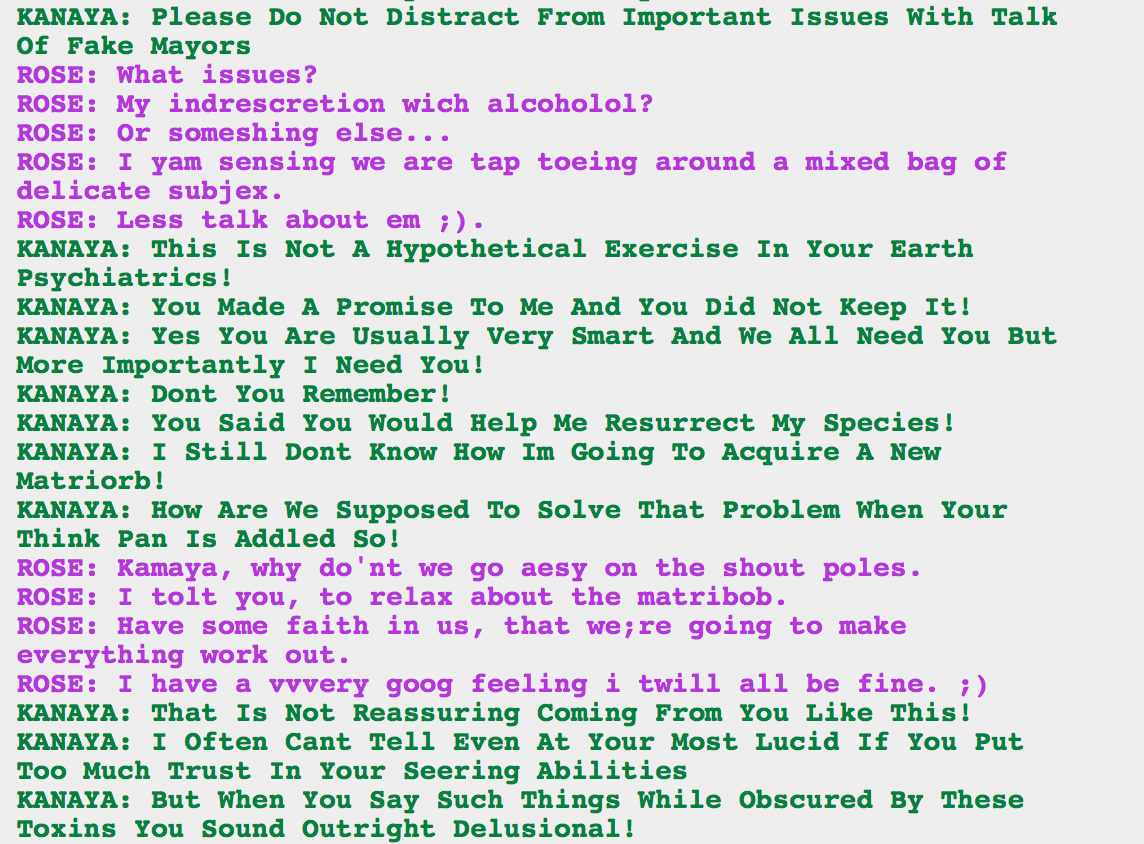 KANAYA: Please Do Not Distract From Important Issues With Talk
Of Fake Mayors
ROSE: What issues?
ROSE: My indrescretion wich alcoholol?
ROSE: Or someshing else...
ROSE: I yam sensing we are tap toeing around a mixed bag of
delicate subjex.
ROSE: Less talk about em ;).
KANAYA: This Is Not A Hypothetical Exercise In Your Earth
Psychiatrics!
KANAYA: You Made A Promise To Me And You Did Not Keep It!
KANAYA: Yes You Are Usually Very Smart And We All Need You But
More Importantly I Need You!
KANAYA: Dont You Remember!
KANAYA: You Said You Would Help Me Resurrect My Species!
KANAYA: I Still Dont Know How Im Going To Acquire A New
Matriorb!
KANAYA: How Are We Supposed To Solve That Problem When Your
Think Pan Is Addled So!
ROSE: Kamaya, why do'nt we go aesy on the shout poles.
ROSE: I tolt you, to relax about the matribob.
ROSE: Have some faith in us, that we;re going to make
everything work out.
ROSE: I have a vvvery goog feeling i twill all be fine. ;)
KANAYA: That Is Not Reassuring Coming From You Like This!
KANAYA: I Often Cant Tell Even At Your Most Lucid If You Put
Too Much Trust In Your Seering Abilities
KANAYA: But When You Say Such Things While Obscured By These
Toxins You Sound Outright Delusional!